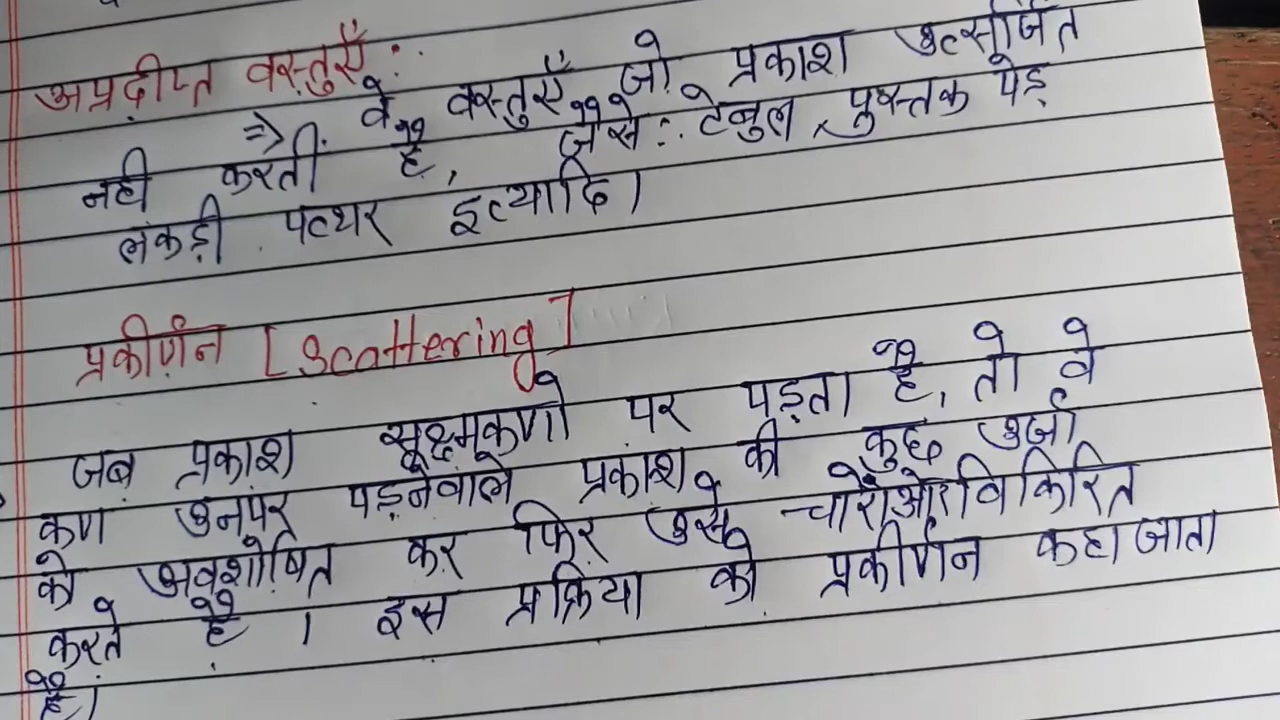 अप्रदीप्त वस्तुएँ :
⇒ वे वस्तुएँ जो प्रकाश उत्सर्जित
नही करतीं हैं, जैसे : टेबुल, पुस्तक पेड़
लकड़ी पत्थर इत्यादि।
प्रकीर्णन [Scattering]
जब प्रकाश सूक्ष्मकणो पर पड़ता है, तो वे
कण उनपर पड़नेवाले प्रकाश की कुछ उर्जा
को अवशोषित कर फिर उसे चारोंओर विकिरित
करते है । इस प्रक्रिया को प्रकीर्णन कहा जाता
है।